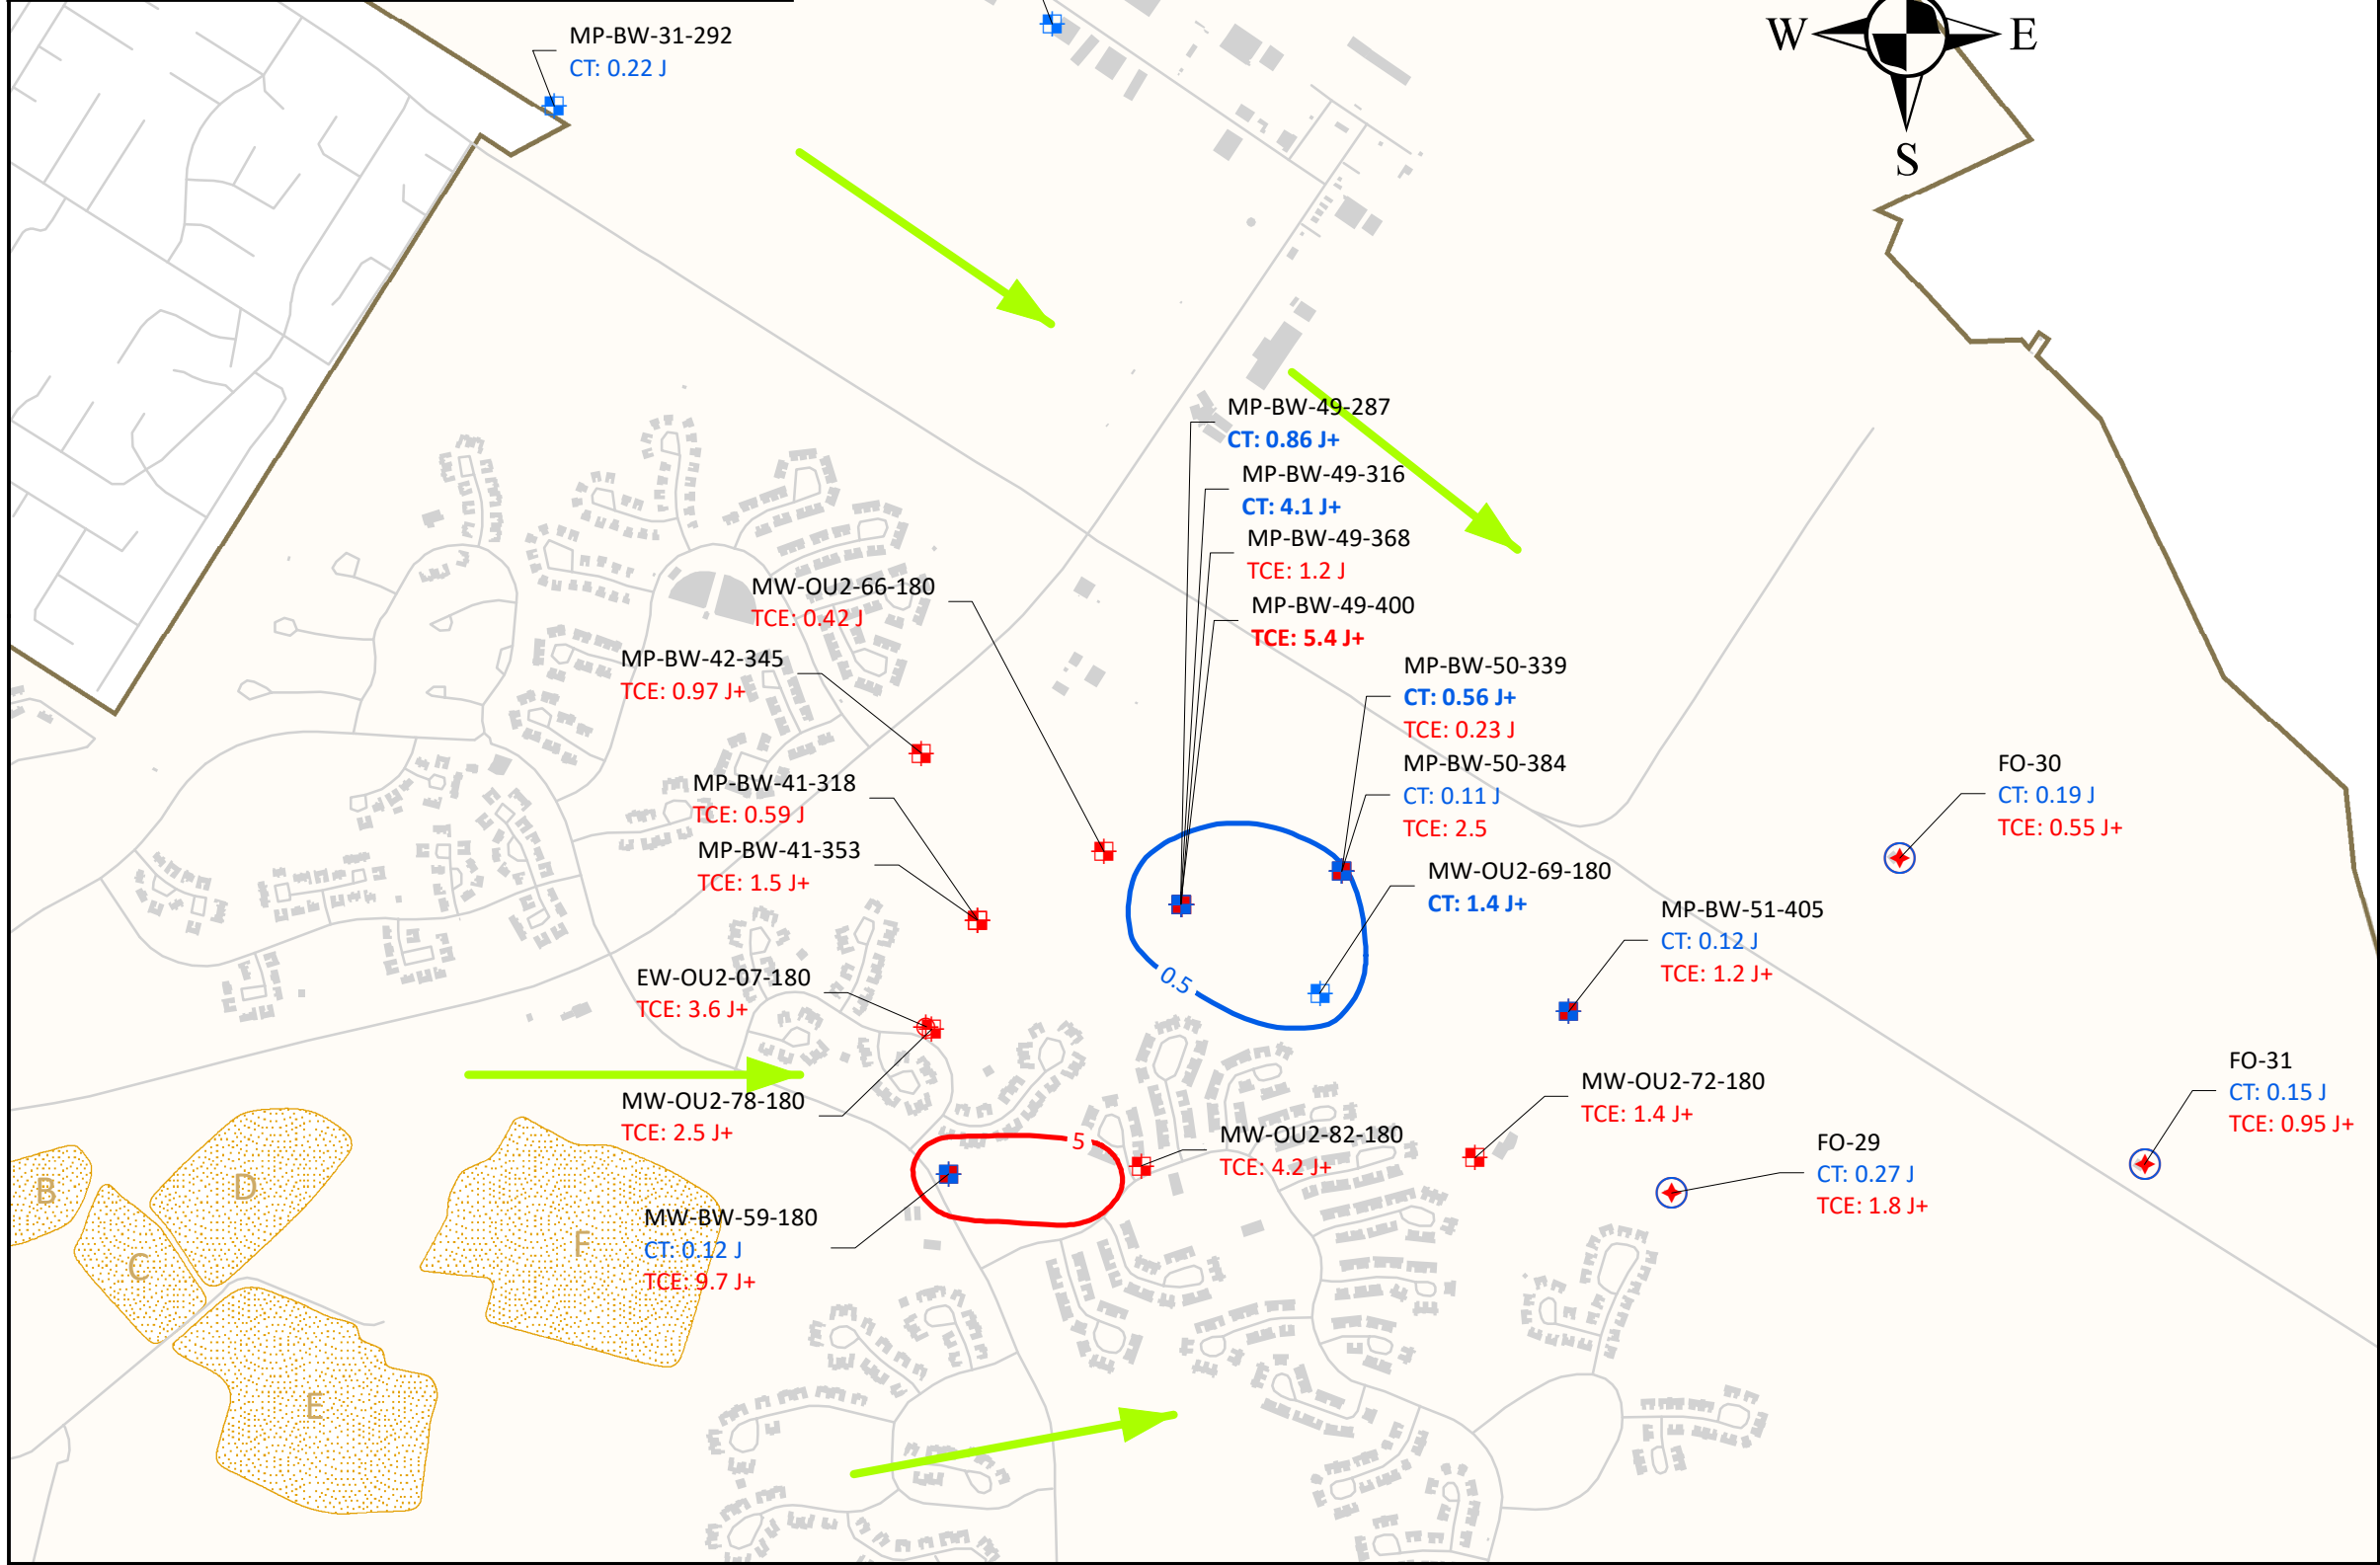 MP-BW-31-292
CT: 0.22 J
W
E
S
MP-BW-49-287
CT: 0.86 J+
MP-BW-49-316
CT: 4.1 J+
MP-BW-49-368
TCE: 1.2 J
MP-BW-49-400
TCE: 5.4 J+
MW-OU2-66-180
TCE: 0.42 J
MP-BW-42-345
TCE: 0.97 J+
MP-BW-50-339
CT: 0.56 J+
TCE: 0.23 J
MP-BW-50-384
CT: 0.11 J
TCE: 2.5
MP-BW-41-318
TCE: 0.59 J
MP-BW-41-353
TCE: 1.5 J+
FO-30
CT: 0.19 J
TCE: 0.55 J+
MW-OU2-69-180
CT: 1.4 J+
MP-BW-51-405
CT: 0.12 J
TCE: 1.2 J+
0.5
EW-OU2-07-180
TCE: 3.6 J+
MW-OU2-78-180
TCE: 2.5 J+
FO-31
CT: 0.15 J
TCE: 0.95 J+
MW-OU2-72-180
TCE: 1.4 J+
5
MW-OU2-82-180
TCE: 4.2 J+
FO-29
CT: 0.27 J
TCE: 1.8 J+
MW-BW-59-180
CT: 0.12 J
TCE: 9.7 J+
B
D
C
F
E